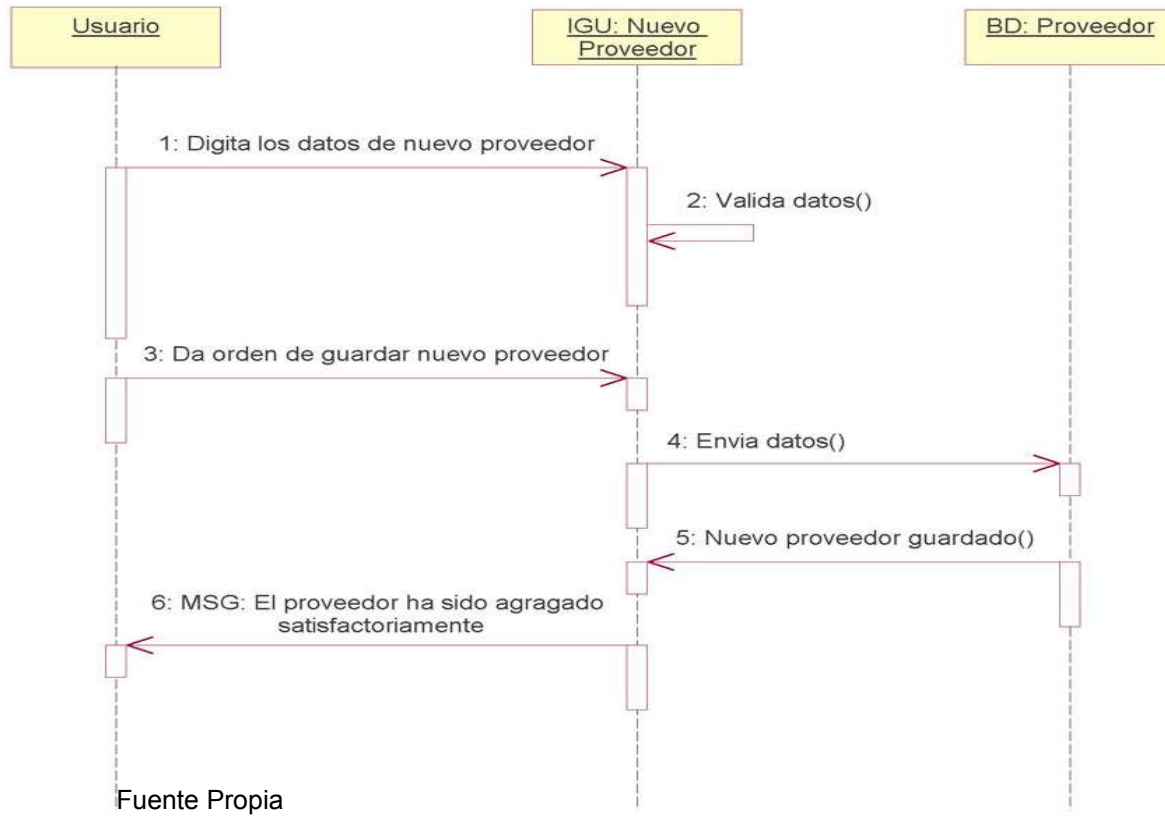 Usuario
IGU: Nuevo
Proveedor
BD: Proveedor
1: Digita los datos de nuevo proveedor
2: Valida datos()
3: Da orden de guardar nuevo proveedor
4: Envia datos()
5: Nuevo proveedor guardado()
6: MSG: El proveedor ha sido agragado
satisfactoriamente
Fuente Propia